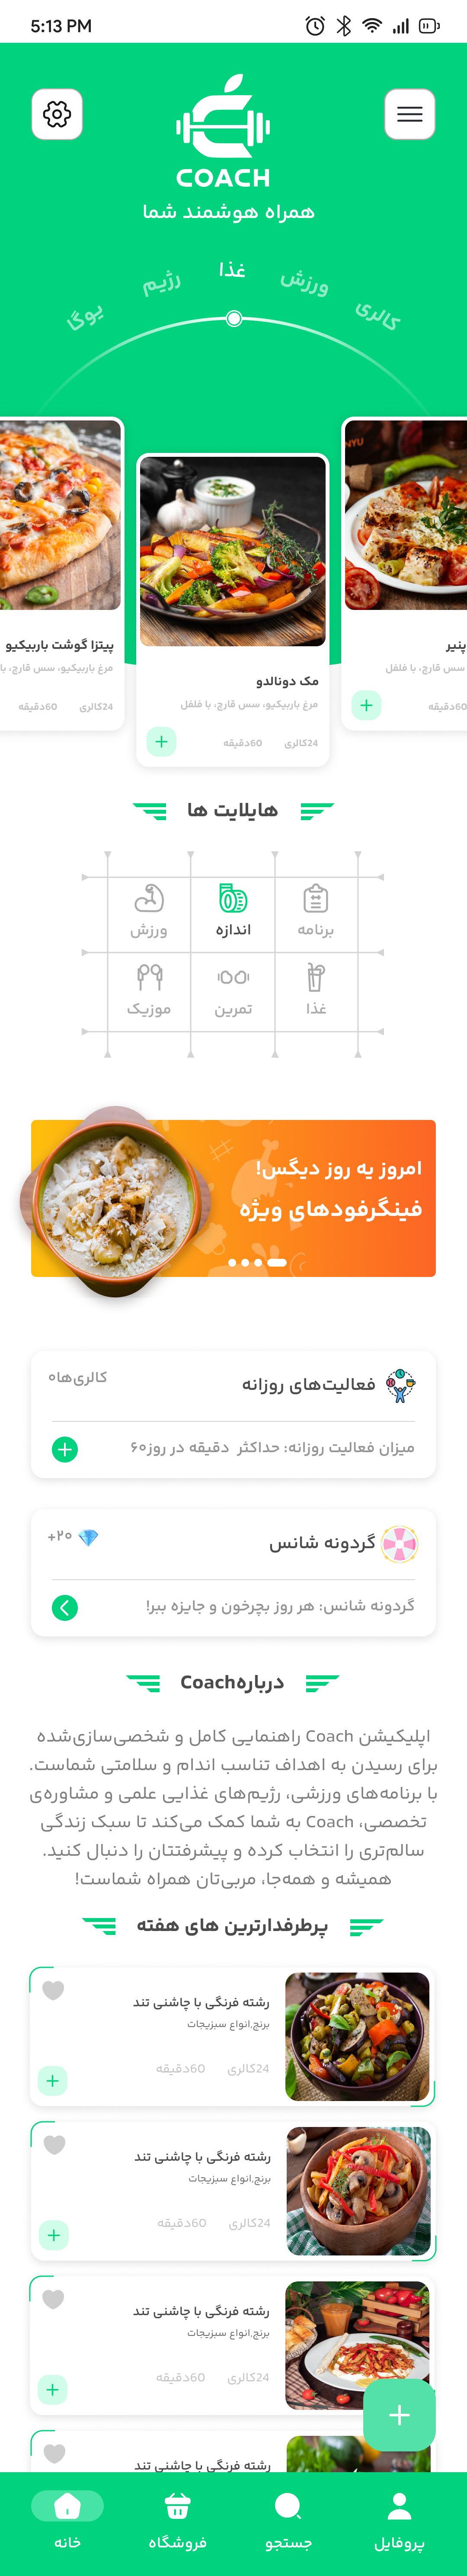 5:13 PM
COACH
همراه هوشمند شما
کالری
ورزش
غذا
رژیم
یوگا
NYU
پنیر
سس قارچ، با فلفل
60دقیقه
مک دونالدو
مرغ باربیکیو، سس قارچ، با فلفل
24کالری
60دقیقه
پیتزا گوشت باربیکیو
مرغ باربیکیو، سس قارچ، با
24کالری
60دقیقه
هایلایت ها
برنامه
اندازه
ورزش
غذا
تمرین
موزیک
امروز یه روز دیگس!
فینگرفودهای ویژه
فعالیت‌های روزانه
کالری‌ها۰
میزان فعالیت روزانه: حداکثر دقیقه در روز۶۰
گردونه شانس
+۲۰
گردونه شانس: هر روز بچرخون و جایزه ببر!
دربارهCoach
اپلیکیشن Coach راهنمایی کامل و شخصی‌سازی‌شده
برای رسیدن به اهداف تناسب اندام و سلامتی شماست.
با برنامه‌های ورزشی، رژیم‌های غذایی علمی و مشاوره‌ی
تخصصی، Coach به شما کمک می‌کند تا سبک زندگی
سالم‌تری را انتخاب کرده و پیشرفتتان را دنبال کنید.
همیشه و همه‌جا، مربی‌تان همراه شماست!
پرطرفدارترین های هفته
رشته فرنگی با چاشنی تند
برنج,انواع سبزیجات
24کالری
60دقیقه
رشته فرنگی با چاشنی تند
برنج,انواع سبزیجات
24کالری
60دقیقه
رشته فرنگی با چاشنی تند
برنج,انواع سبزیجات
24کالری
60دقیقه
رشته فرنگی با چاشنی تند
پروفایل
جستجو
فروشگاه
خانه